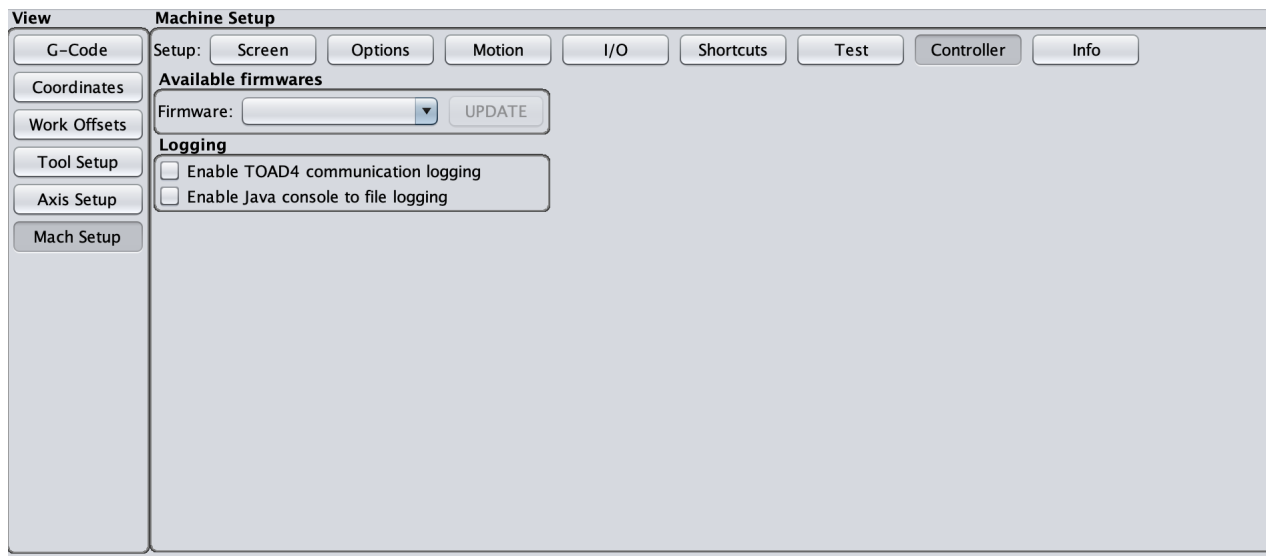 View
G-Code
Coordinates
Work Offsets
Tool Setup
Axis Setup
Mach Setup
Machine Setup
Setup: Screen Options Motion I/O Shortcuts Test Controller Info
Available firmwares
Firmware: UPDATE
Logging
Enable TOAD4 communication logging
Enable Java console to file logging